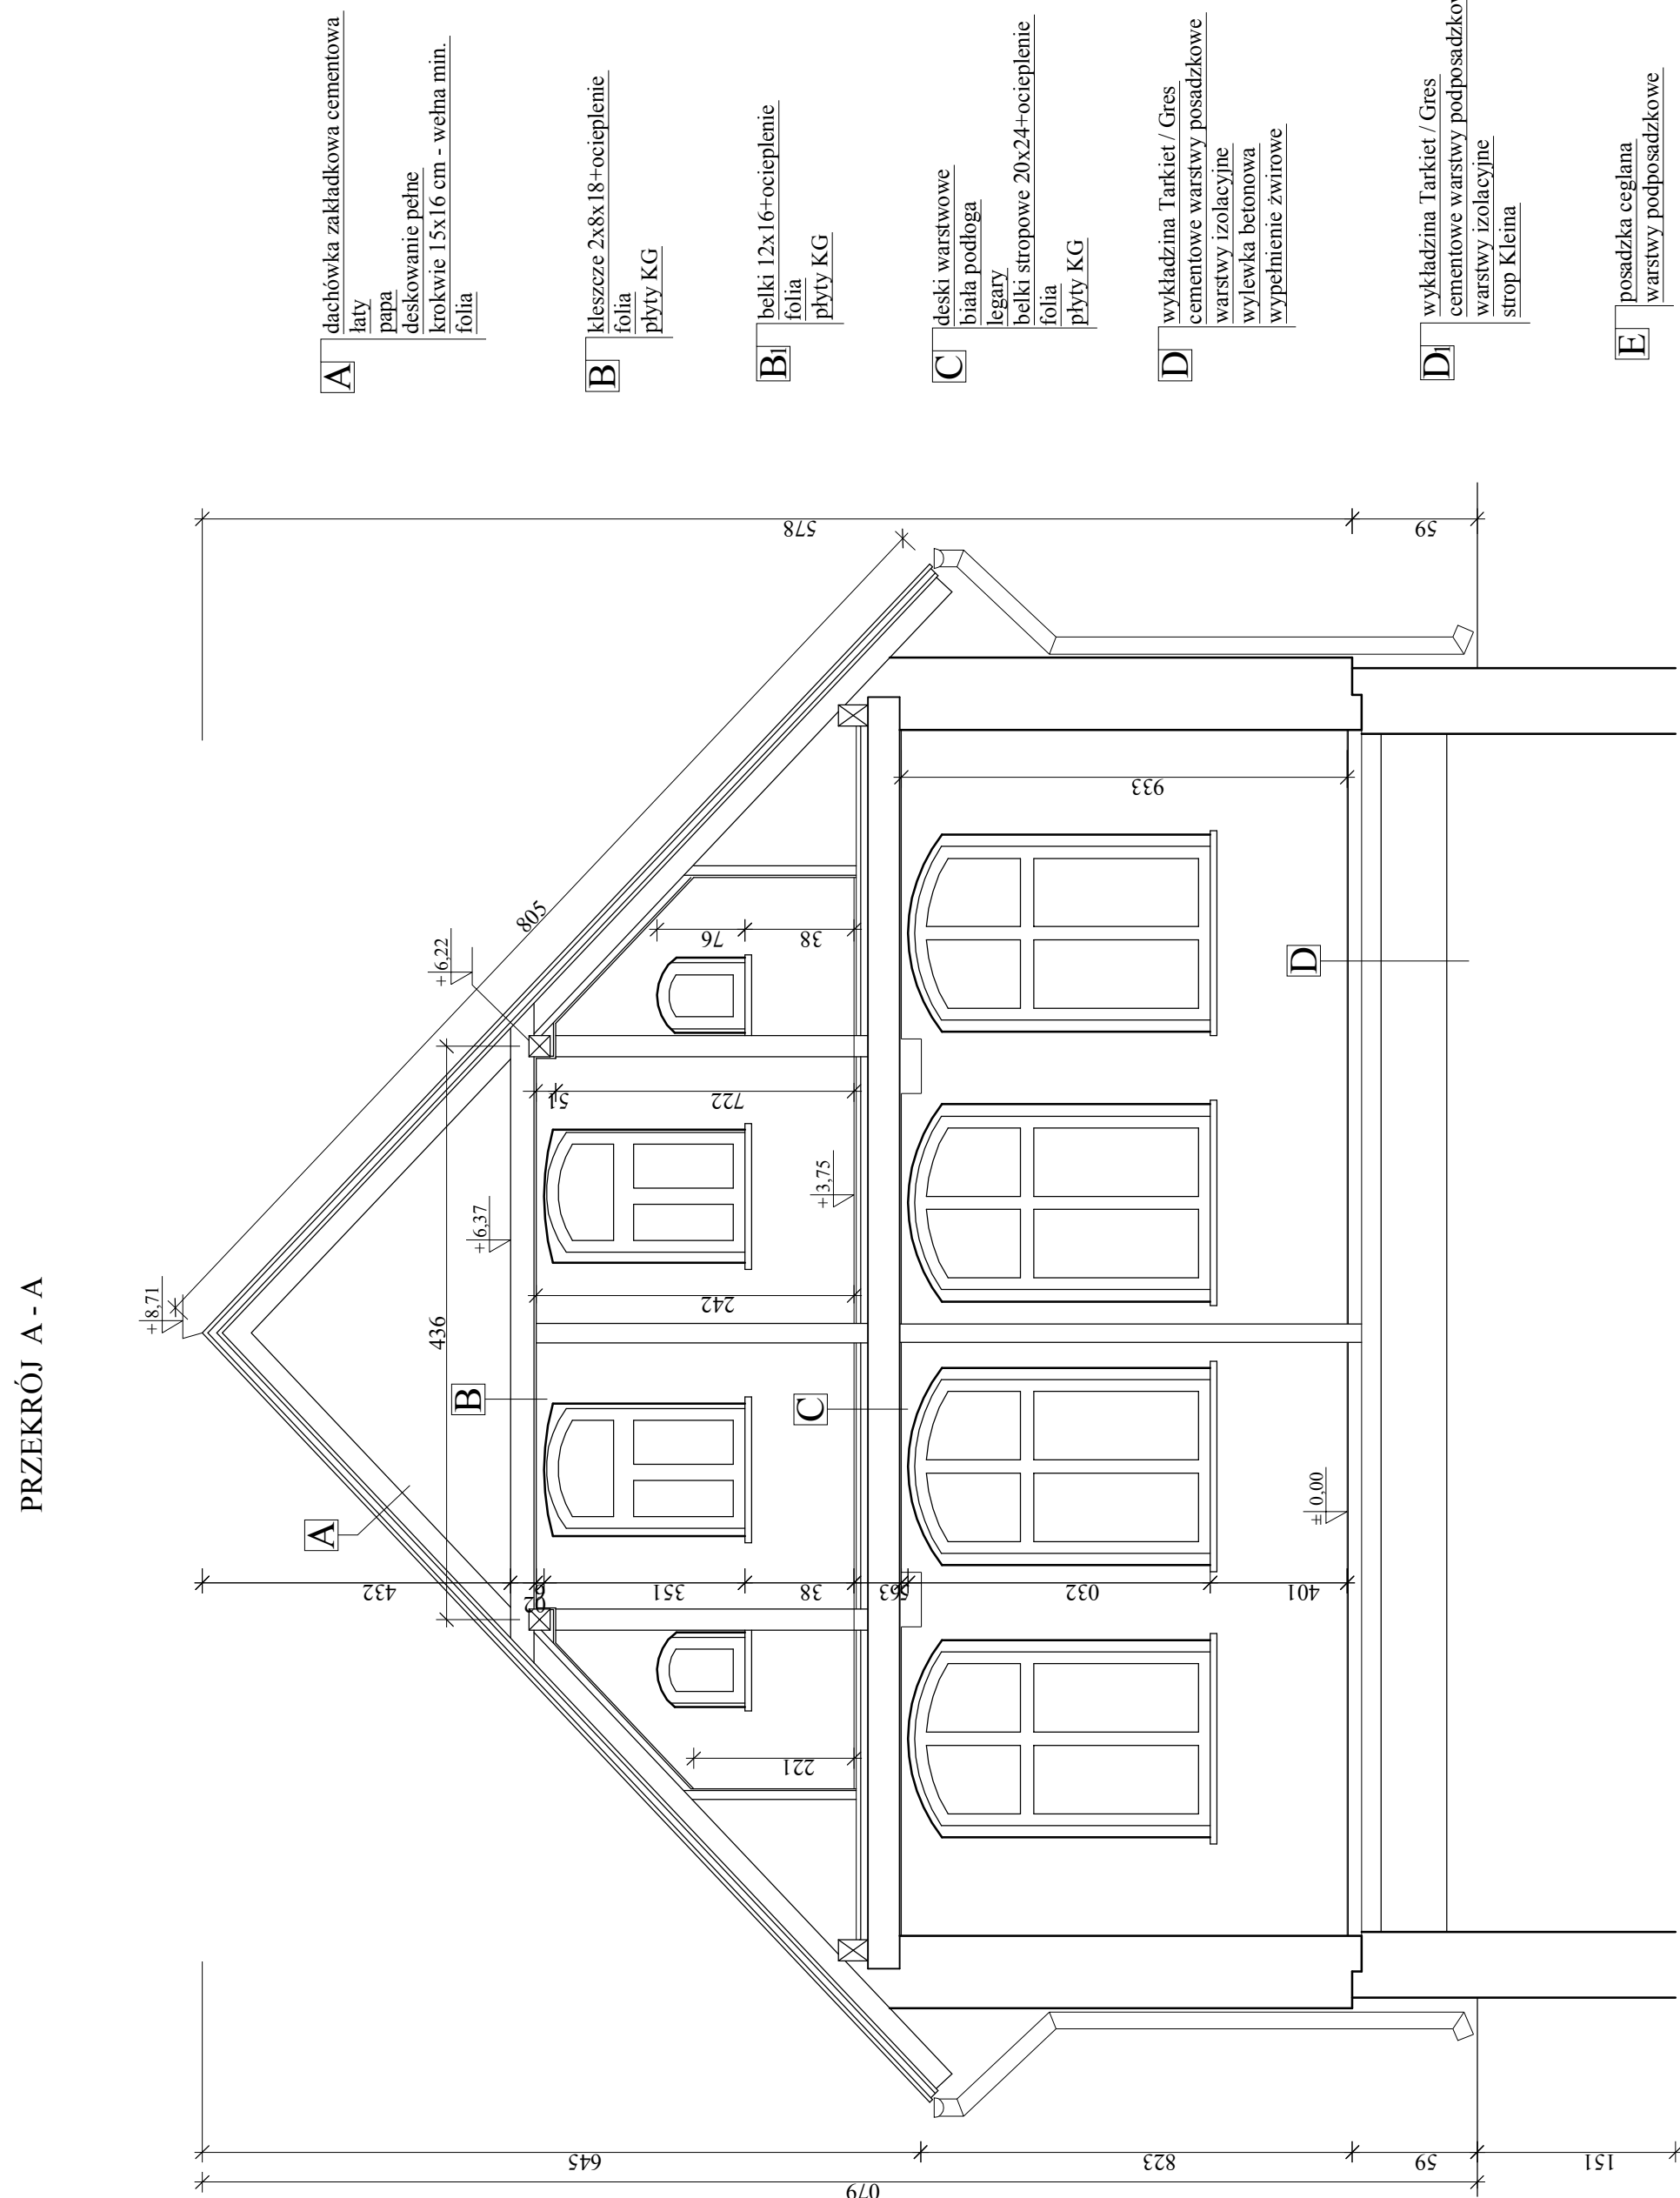 PRZEKRÓJ A - A
A
dachówka zakładkowa cementowa
łaty
papa
deskowanie pełne
krokwie 15x16 cm - wełna min.
folia
B
kleszcze 2x8x18+ocieplenie
folia
płyty KG
B1
belki 12x16+ocieplenie
folia
płyty KG
C
deski warstwowe
biała podłoga
legary
belki stropowe 20x24+ocieplenie
folia
płyty KG
D
wykładzina Tarkiet / Gres
cementowe warstwy posadzkowe
warstwy izolacyjne
wylewka betonowa
wypełnienie żwirowe
D1
wykładzina Tarkiet / Gres
cementowe warstwy podposadzkow
warstwy izolacyjne
strop Kleina
E
posadzka ceglana
warstwy podposadzkowe
+8,71
805
+6,22
+6,37
436
+3,75
±0,00
A
B
C
D
578
59
933
76
38
51
722
242
432
6
02
351
38
563
032
401
221
645
823
59
151
079